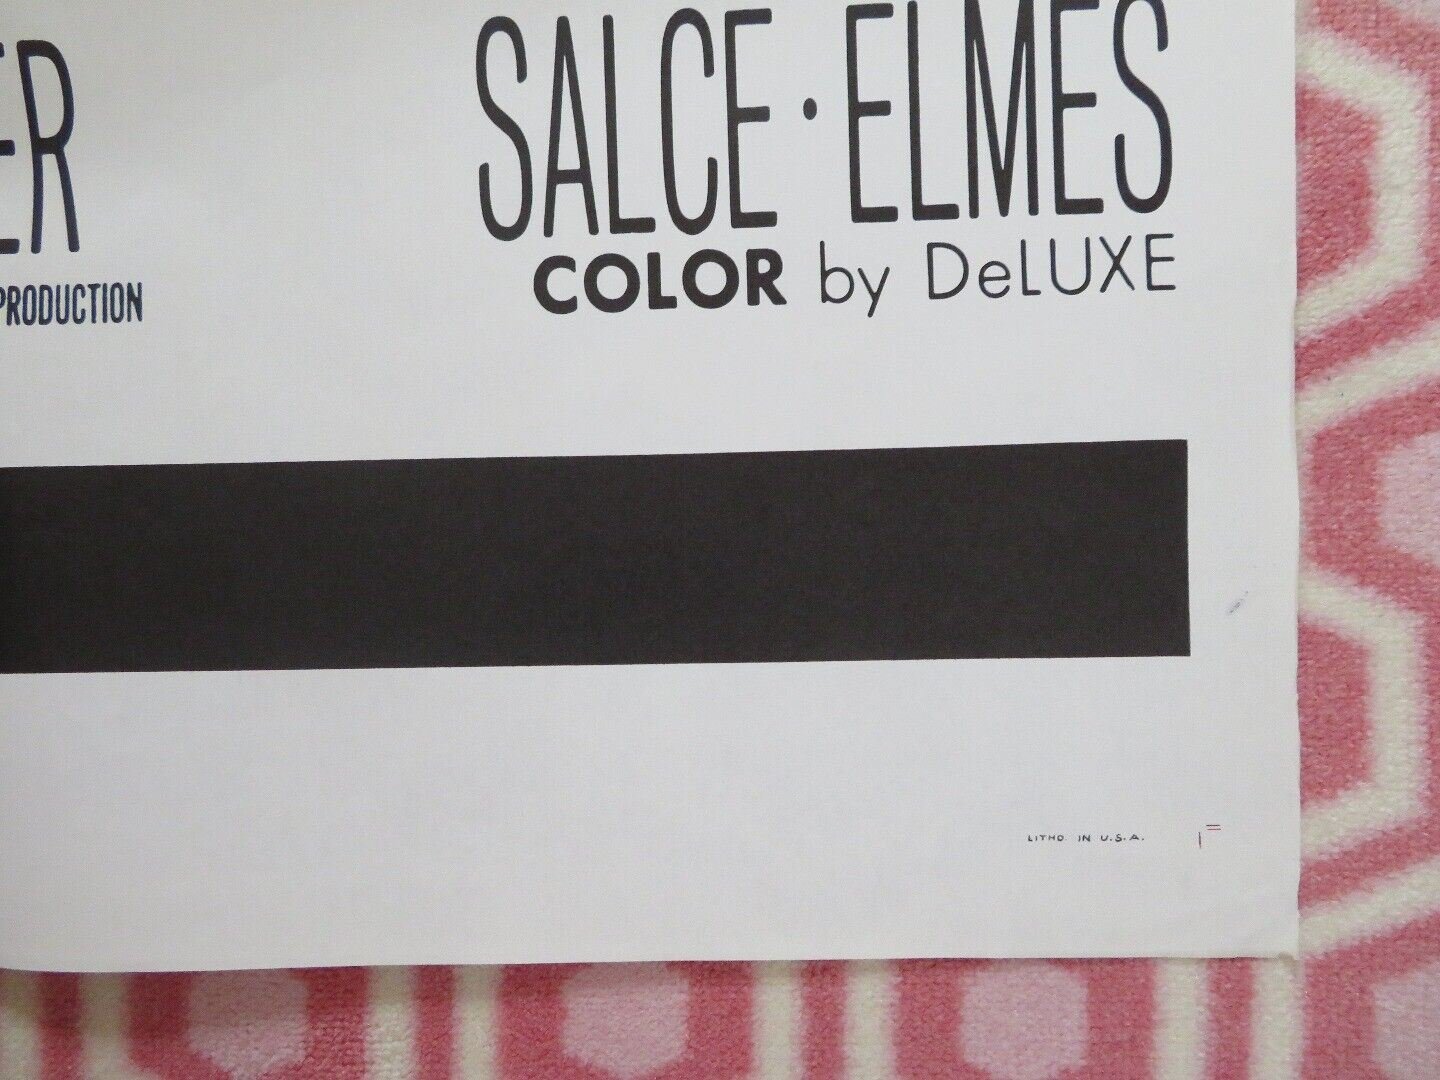 ER
SALCE · ELMES
COLOR by DeLUXE
PRODUCTION
LITHO. IN U.S.A.